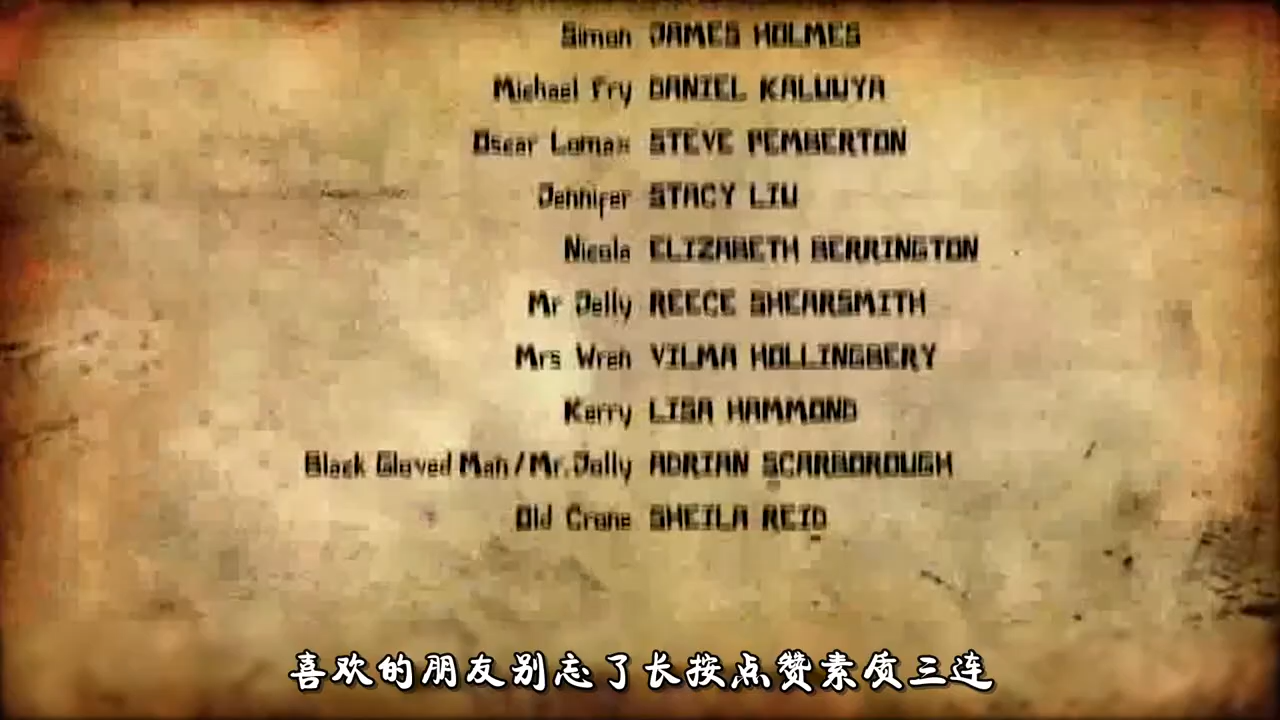 Simon JAMES HOLMES
Michael Fry DANIEL KALUUYA
Oscar Lomax STEVE PEMBERTON
Jennifer STACY LIU
Nicola ELIZABETH BERRINGTON
Mr Jelly REECE SHEARSMITH
Mrs Wren VILMA HOLLINGBERY
Kerry LISA HAMMOND
Black Gloved Man / Mr. Jolly ADRIAN SCARBOROUGH
Old Crone SHEILA REID
喜欢的朋友别忘了长按点赞素质三连